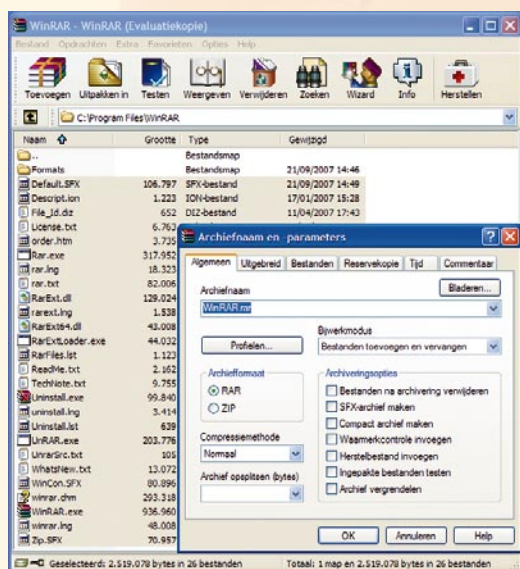 WinRAR - WinRAR (Evaluatiekopie)
Bestand Opdrachten Extra Favorieten Opties Help
Toevoegen Uitpakken in Testen Weergeven Verwijderen Zoeken Wizard Info Herstellen
C:\Program Files\WinRAR
Naam Grootte Type Gewijzigd
.. Bestandsmap
Formats Bestandsmap 21/09/2007 14:46
Default.SFX 106.797 SFX-bestand 21/09/2007 14:49
Descript.ion 1.223 ION-bestand 17/01/2007 15:28
File_Id.diz 652 DIZ-bestand 11/04/2007 17:43
License.txt 6.763
order.htm 3.735
Rar.exe 317.952
rar.lng 18.323
rar.txt 82.006
RarExt.dll 129.024
rarext.lng 1.538
RarExt64.dll 43.008
RarExtLoader.exe 44.032
RarFiles.lst 1.123
ReadMe.txt 2.162
TechNote.txt 9.755
Uninstall.exe 99.840
uninstall.lng 3.414
Uninstall.lst 639
UnRAR.exe 203.776
UnrarSrc.txt 105
WhatsNew.txt 13.072
WinCon.SFX 80.896
winrar.chm 293.318
WinRAR.exe 936.960
winrar.lng 48.008
Zip.SFX 70.957
Geselecteerd: 2.519.078 bytes in 26 bestanden Totaal: 1 map en 2.519.078 bytes in 26 bestanden
Archiefnaam en -parameters
Algemeen Uitgebreid Bestanden Reservekopie Tijd Commentaar
Archiefnaam Bladeren...
WinRAR.rar
Profielen...
Bijwerkmodus
Bestanden toevoegen en vervangen
Archiefformaat
RAR
ZIP
Compressiemethode
Normaal
Archief opsplitsen (bytes)
Archiveringsopties
Bestanden na archivering verwijderen
SFX-archief maken
Compact archief maken
Waarmerkcontrole invoegen
Herstelbestand invoegen
Ingepakte bestanden testen
Archief vergrendelen
OK Annuleren Help